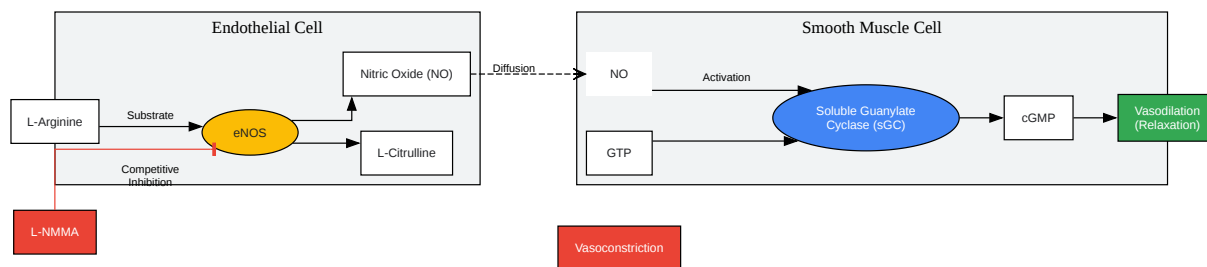 Endothelial Cell
Smooth Muscle Cell
Nitric Oxide (NO)
Diffusion
NO
Activation
L-Arginine
Substrate
eNOS
Soluble Guanylate
Cyclase (sGC)
cGMP
Vasodilation
(Relaxation)
L-Citrulline
GTP
Competitive
Inhibition
L-NMMA
Vasoconstriction